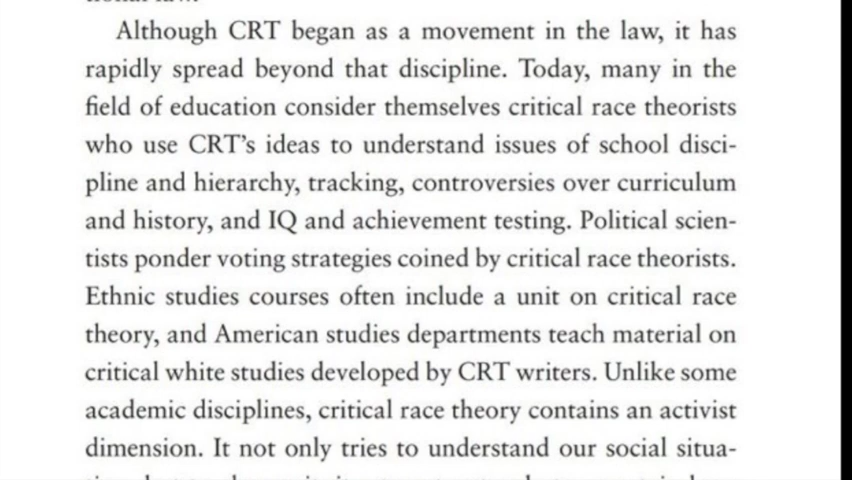 Although CRT began as a movement in the law, it has
rapidly spread beyond that discipline. Today, many in the
field of education consider themselves critical race theorists
who use CRT’s ideas to understand issues of school disci-
pline and hierarchy, tracking, controversies over curriculum
and history, and IQ and achievement testing. Political scien-
tists ponder voting strategies coined by critical race theorists.
Ethnic studies courses often include a unit on critical race
theory, and American studies departments teach material on
critical white studies developed by CRT writers. Unlike some
academic disciplines, critical race theory contains an activist
dimension. It not only tries to understand our social situa-